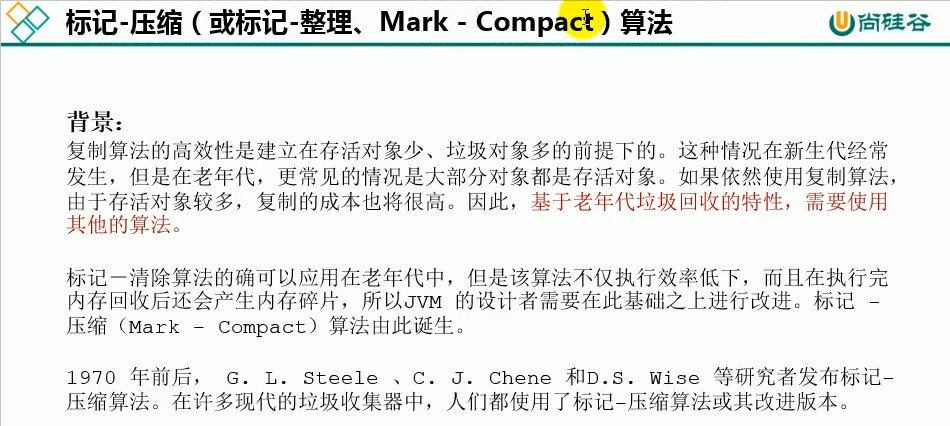 标记-压缩（或标记-整理、Mark - Compact）算法
尚硅谷
背景：
复制算法的高效性是建立在存活对象少、垃圾对象多的前提下的。这种情况在新生代经常
发生，但是在老年代，更常见的情况是大部分对象都是存活对象。如果依然使用复制算法，
由于存活对象较多，复制的成本也将很高。因此，基于老年代垃圾回收的特性，需要使用
其他的算法。
标记－清除算法的确可以应用在老年代中，但是该算法不仅执行效率低下，而且在执行完
内存回收后还会产生内存碎片，所以JVM 的设计者需要在此基础之上进行改进。标记 -
压缩（Mark - Compact）算法由此诞生。
1970 年前后， G. L. Steele 、C. J. Chene 和D.S. Wise 等研究者发布标记-
压缩算法。在许多现代的垃圾收集器中，人们都使用了标记-压缩算法或其改进版本。